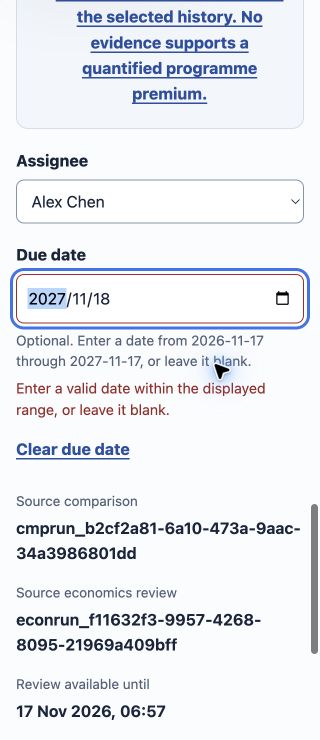 the selected history. No
evidence supports a
quantified programme
premium.
Assignee
Alex Chen
Due date
2027/11/18
Optional. Enter a date from 2026-11-17
through 2027-11-17, or leave it blank.
Enter a valid date within the displayed
range, or leave it blank.
Clear due date
Source comparison
cmprun_b2cf2a81-6a10-473a-9aac-
34a3986801dd
Source economics review
econrun_f11632f3-9957-4268-
8095-21969a409bff
Review available until
17 Nov 2026, 06:57